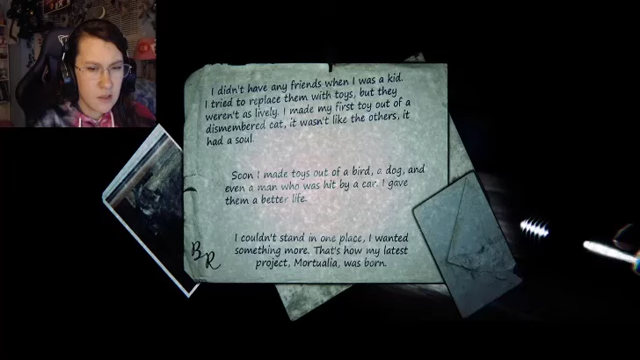 I didn't have any friends when I was a kid.
I tried to replace them with toys, but they
weren't as lively. I made my first toy out of a
dismembered cat, it wasn't like the others, it
had a soul.
Soon I made toys out of a bird, a dog, and
even a man who was hit by a car. I gave
them a better life.
I couldn't stand in one place, I wanted
something more. That's how my latest
project, Mortualia, was born.
BR